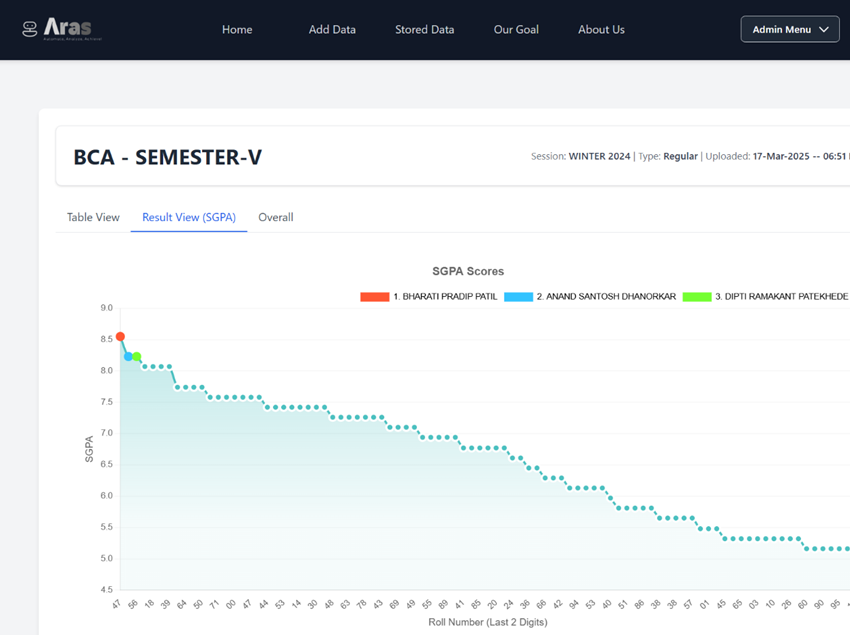 Aras
Home
Add Data
Stored Data
Our Goal
About Us
Admin Menu
BCA - SEMESTER-V
Session: WINTER 2024 | Type: Regular | Uploaded: 17-Mar-2025 -- 06:51
Table View
Result View (SGPA)
Overall
SGPA Scores
1. BHARATI PRADIP PATIL
2. ANAND SANTOSH DHANORKAR
3. DIPTI RAMAKANT PATEKHEDE
9.0
8.5
8.0
7.5
7.0
6.5
6.0
5.5
5.0
4.5
SGPA
47 56 18 39 64 50 71 00 47 44 53 14 30 48 63 78 43 69 49 55 89 41 85 20 24 36 66 42 94 53 40 51 86 38 38 57 01 45 65 03 10 26 60 90 95
Roll Number (Last 2 Digits)